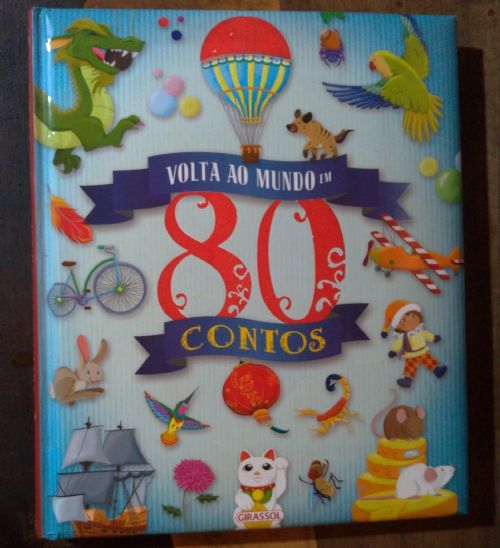 VOLTA AO MUNDO EM
80
CONTOS
GIRASSOL